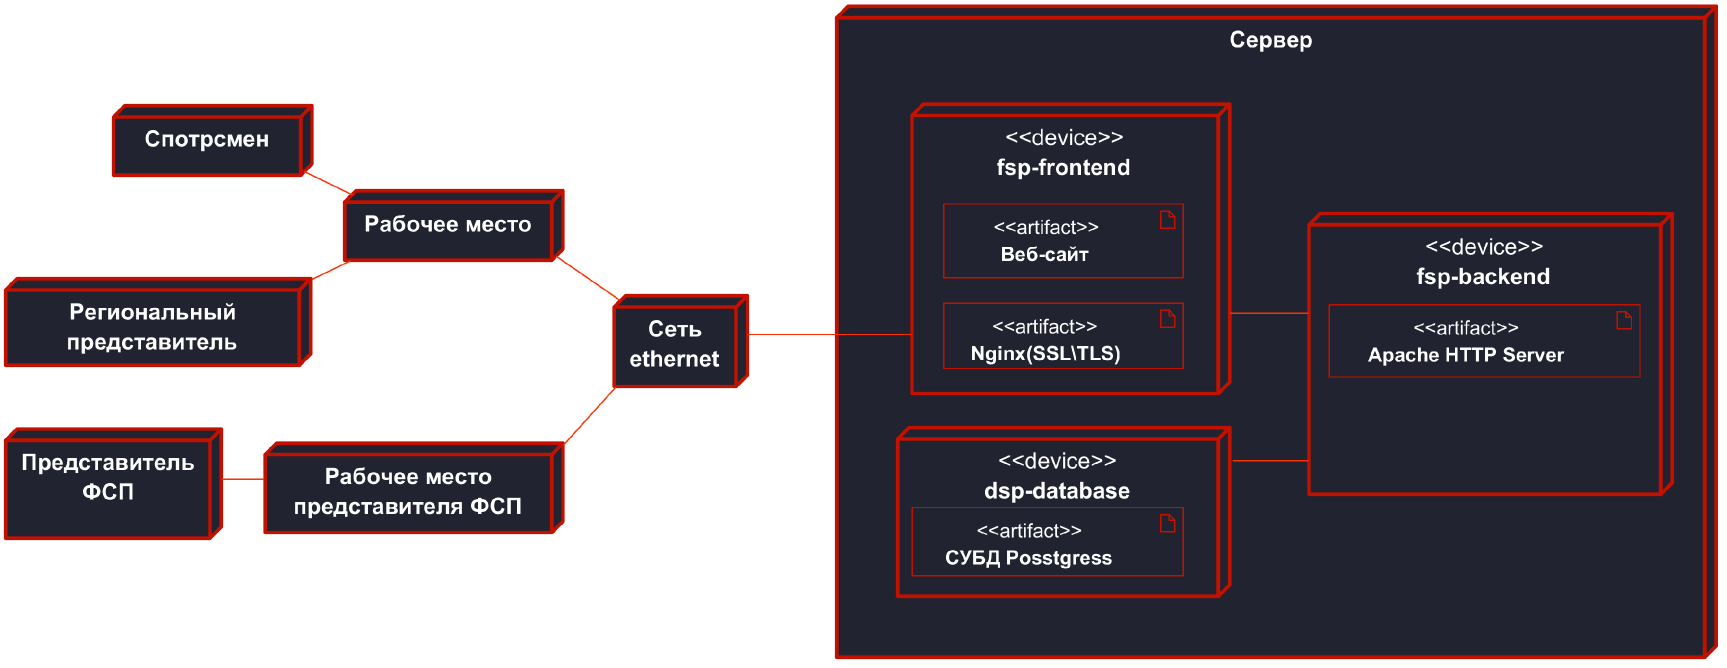 Спотрсмен
Рабочее место
Региональный
представитель
Представитель
ФСП
Рабочее место
представителя ФСП
Сеть
ethernet
Сервер
<<device>>
fsp-frontend
<<artifact>>
Веб-сайт
<<artifact>>
Nginx(SSL\TLS)
<<device>>
fsp-backend
<<artifact>>
Apache HTTP Server
<<device>>
dsp-database
<<artifact>>
СУБД Posstgress